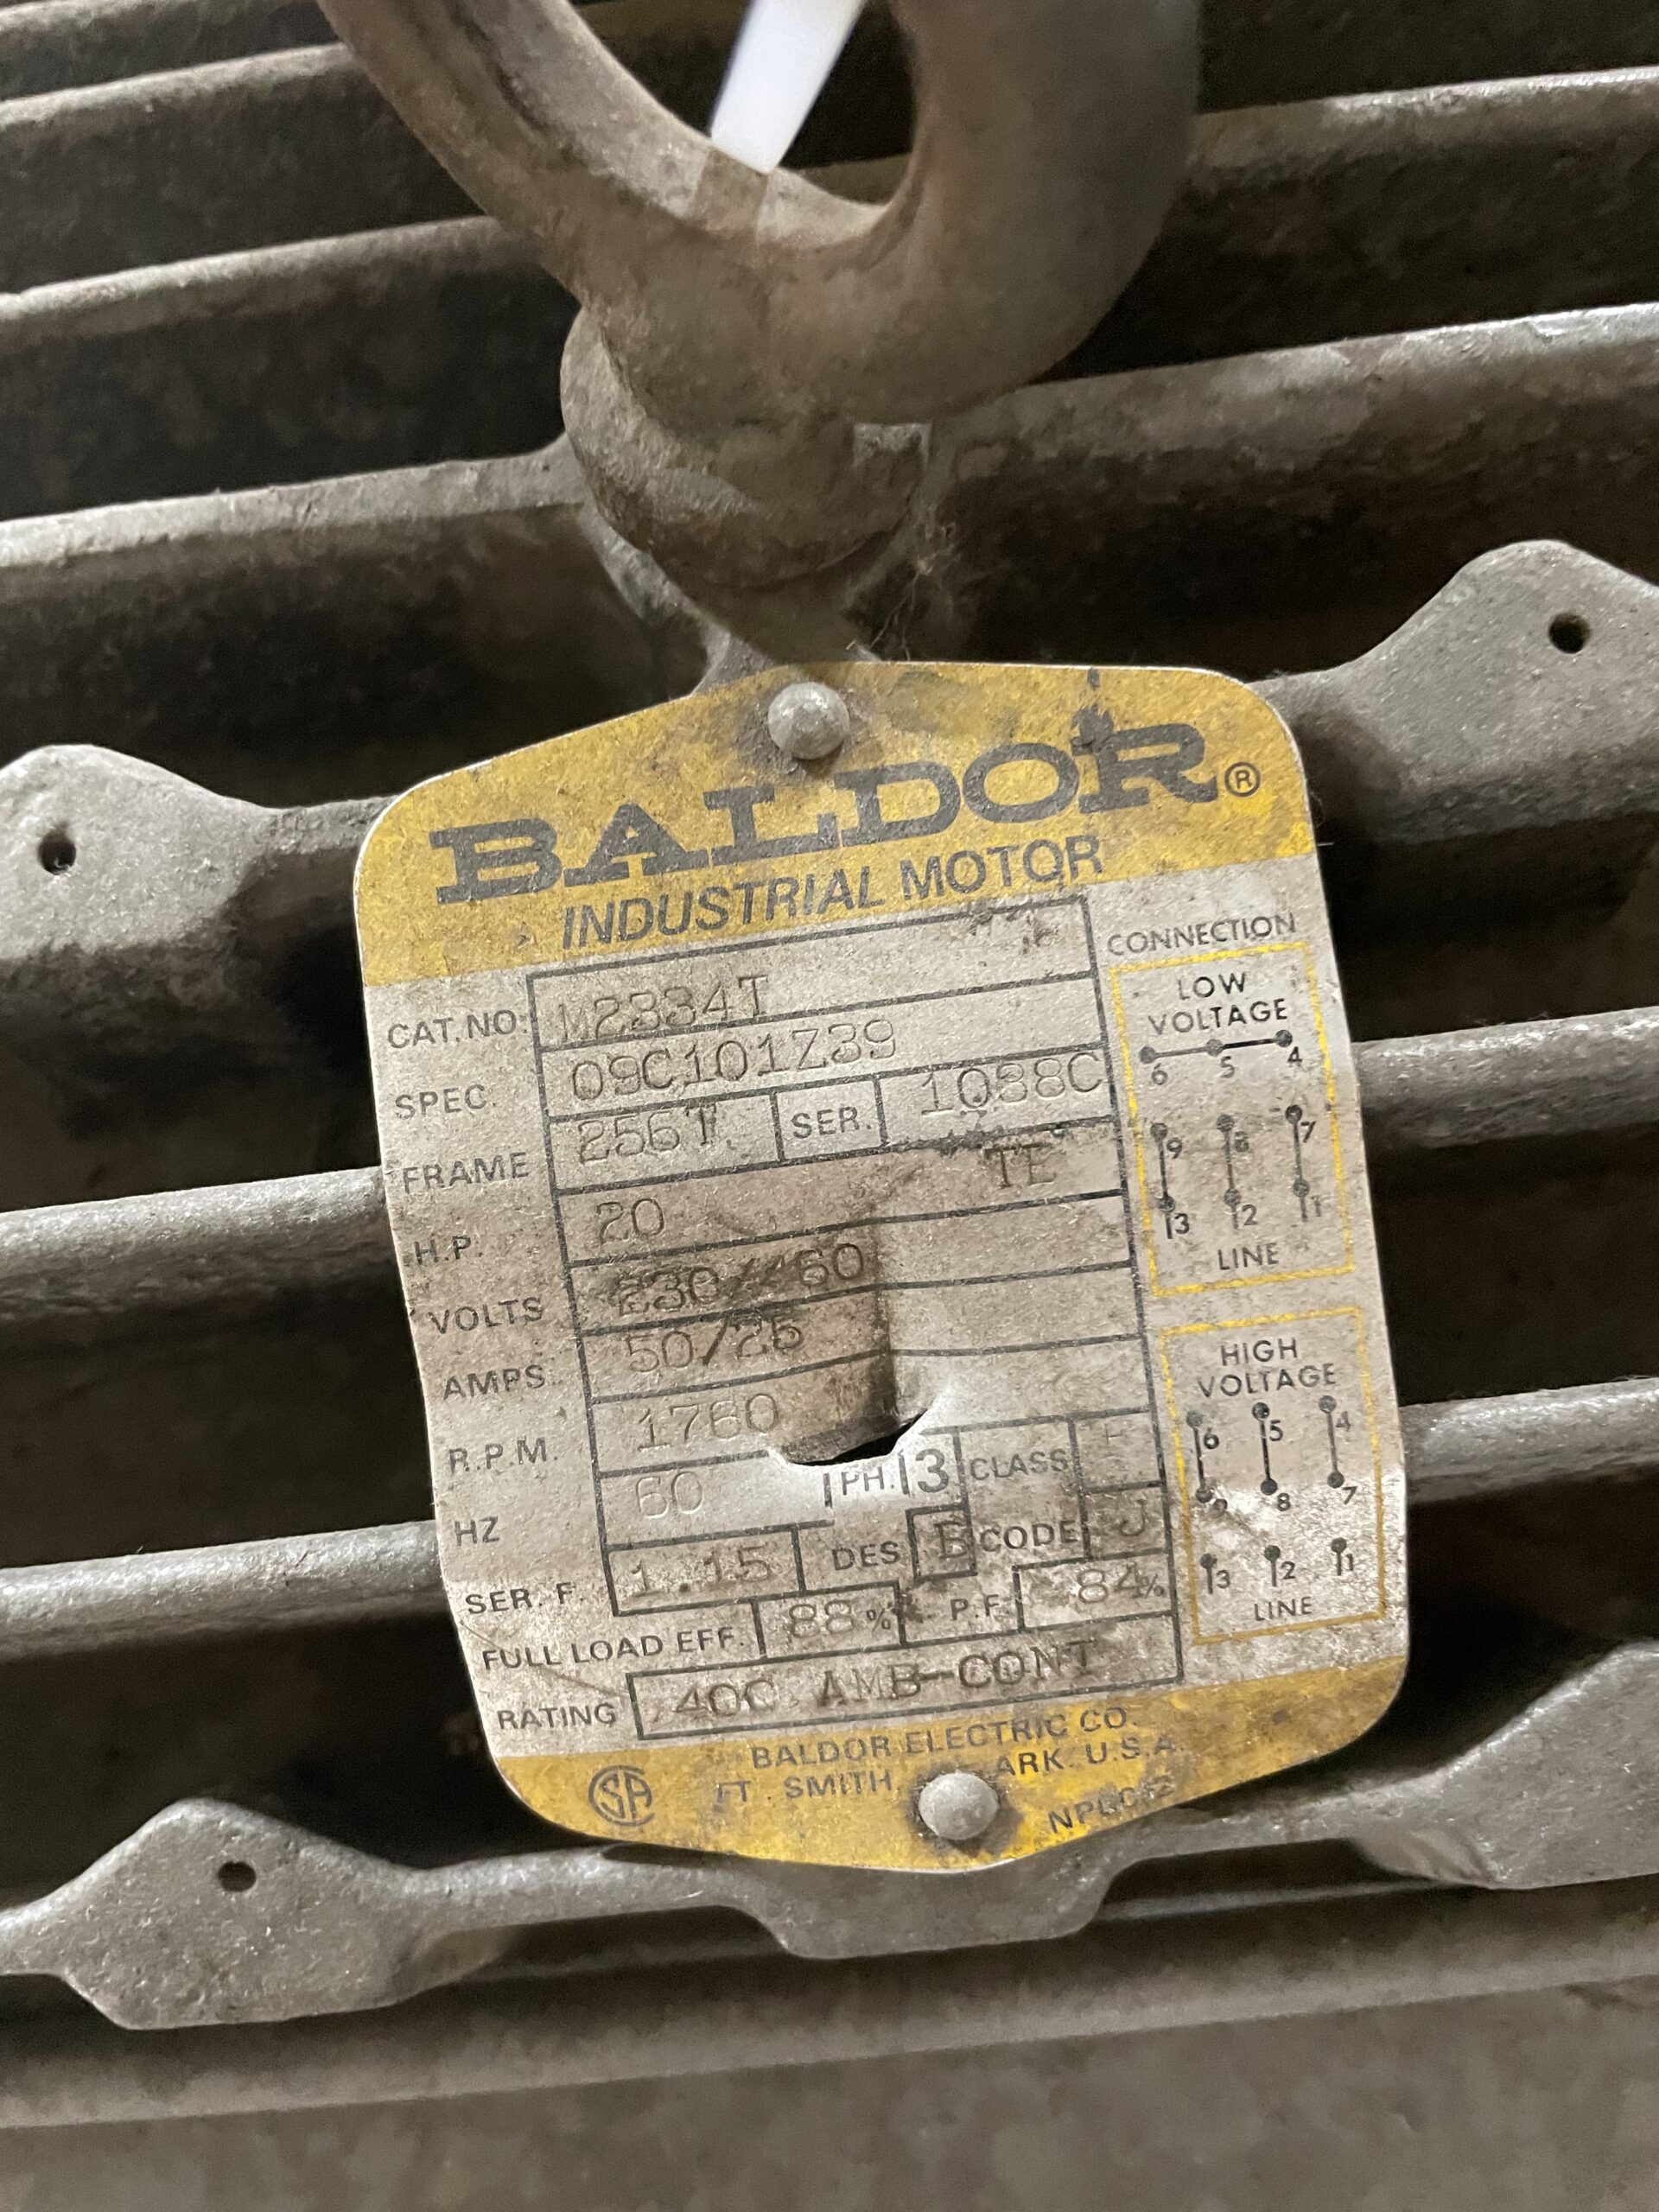 BALDOR®
INDUSTRIAL MOTOR
CAT. NO. M2334T
SPEC. 09C101Z39
FRAME 256T SER. 1088C
H.P. 20 TE
VOLTS 230/460
AMPS 50/25
R.P.M. 1760
HZ 60 PH. 3 CLASS F
SER. F. 1.15 DES B CODE J
FULL LOAD EFF. 88% P.F. 84%
RATING 40C AMB-CONT
BALDOR ELECTRIC CO.
FT. SMITH, ARK. U.S.A.
CONNECTION
LOW
VOLTAGE
6 5 4
9 8 7
3 2 1
LINE
HIGH
VOLTAGE
6 5 4
9 8 7
3 2 1
LINE